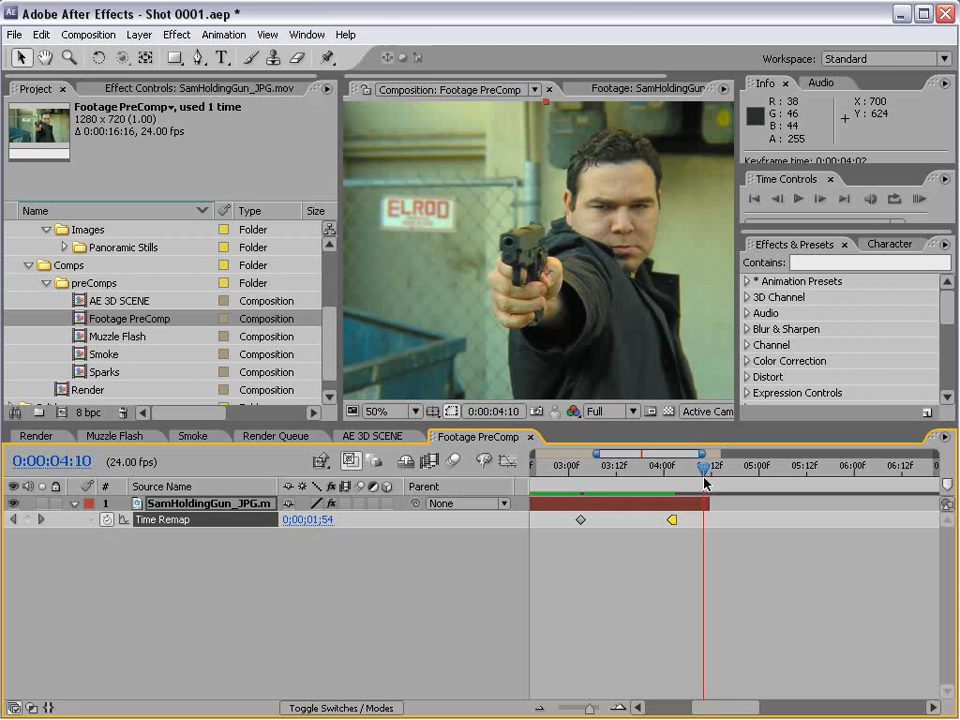 Adobe After Effects - Shot 0001.aep *
File Edit Composition Layer Effect Animation View Window Help
Workspace: Standard
Project Effect Controls: SamHoldingGun_JPG.mov
Footage PreComp, used 1 time
1280 x 720 (1.00)
Δ 0:00:16:16, 24.00 fps
Name Type Size
Images Folder
Panoramic Stills Folder
Comps Folder
preComps Folder
AE 3D SCENE Composition
Footage PreComp Composition
Muzzle Flash Composition
Smoke Composition
Sparks Composition
Render Composition
8 bpc
Composition: Footage PreComp Footage: SamHoldingGun
ELROD
50% 0:00:04:10 Full Active Cam
Info Audio
R : 38 X : 700
G : 46 Y : 624
B : 44
A : 255
Keyframe time: 0:00:04:02
Time Controls
Effects & Presets Character
Contains:
* Animation Presets
3D Channel
Audio
Blur & Sharpen
Channel
Color Correction
Distort
Expression Controls
Render Muzzle Flash Smoke Render Queue AE 3D SCENE Footage PreComp
0:00:04:10 (24.00 fps)
f 03:00f 03:12f 04:00f 12f 05:00f 05:12f 06:00f 06:12f 0
# Source Name Parent
1 SamHoldingGun_JPG.m None
Time Remap 0;00;01;54
Toggle Switches / Modes